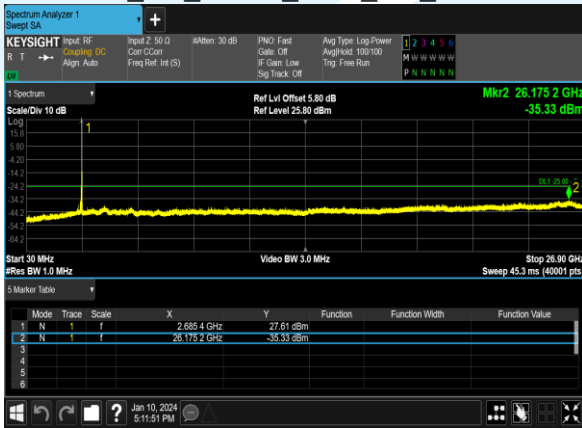 Spectrum Analyzer 1
Swept SA
+
KEYSIGHT Input: RF Input Z: 50 Ω #Atten: 30 dB PNO: Fast Avg Type: Log-Power 1 2 3 4 5 6
R T Coupling: DC Corr CCorr Gate: Off Avg|Hold: 100/100 M W W W W W
Align: Auto Freq Ref: Int (S) IF Gain: Low Trig: Free Run
Sig Track: Off P N N N N N
1 Spectrum Ref Lvl Offset 5.80 dB Mkr2 26.175 2 GHz
Scale/Div 10 dB Ref Level 25.80 dBm -35.33 dBm
Log
1
15.8
5.80
-4.20
-14.2
-24.2
DL1 -25.00
2
-34.2
-44.2
-54.2
-64.2
Start 30 MHz Video BW 3.0 MHz Stop 26.90 GHz
#Res BW 1.0 MHz Sweep 45.3 ms (40001 pts)
5 Marker Table
Mode Trace Scale X Y Function Function Width Function Value
1 N 1 f 2.685 4 GHz 27.61 dBm
2 N 1 f 26.175 2 GHz -35.33 dBm
3
4
5
6
? Jan 10, 2024
5:11:51 PM